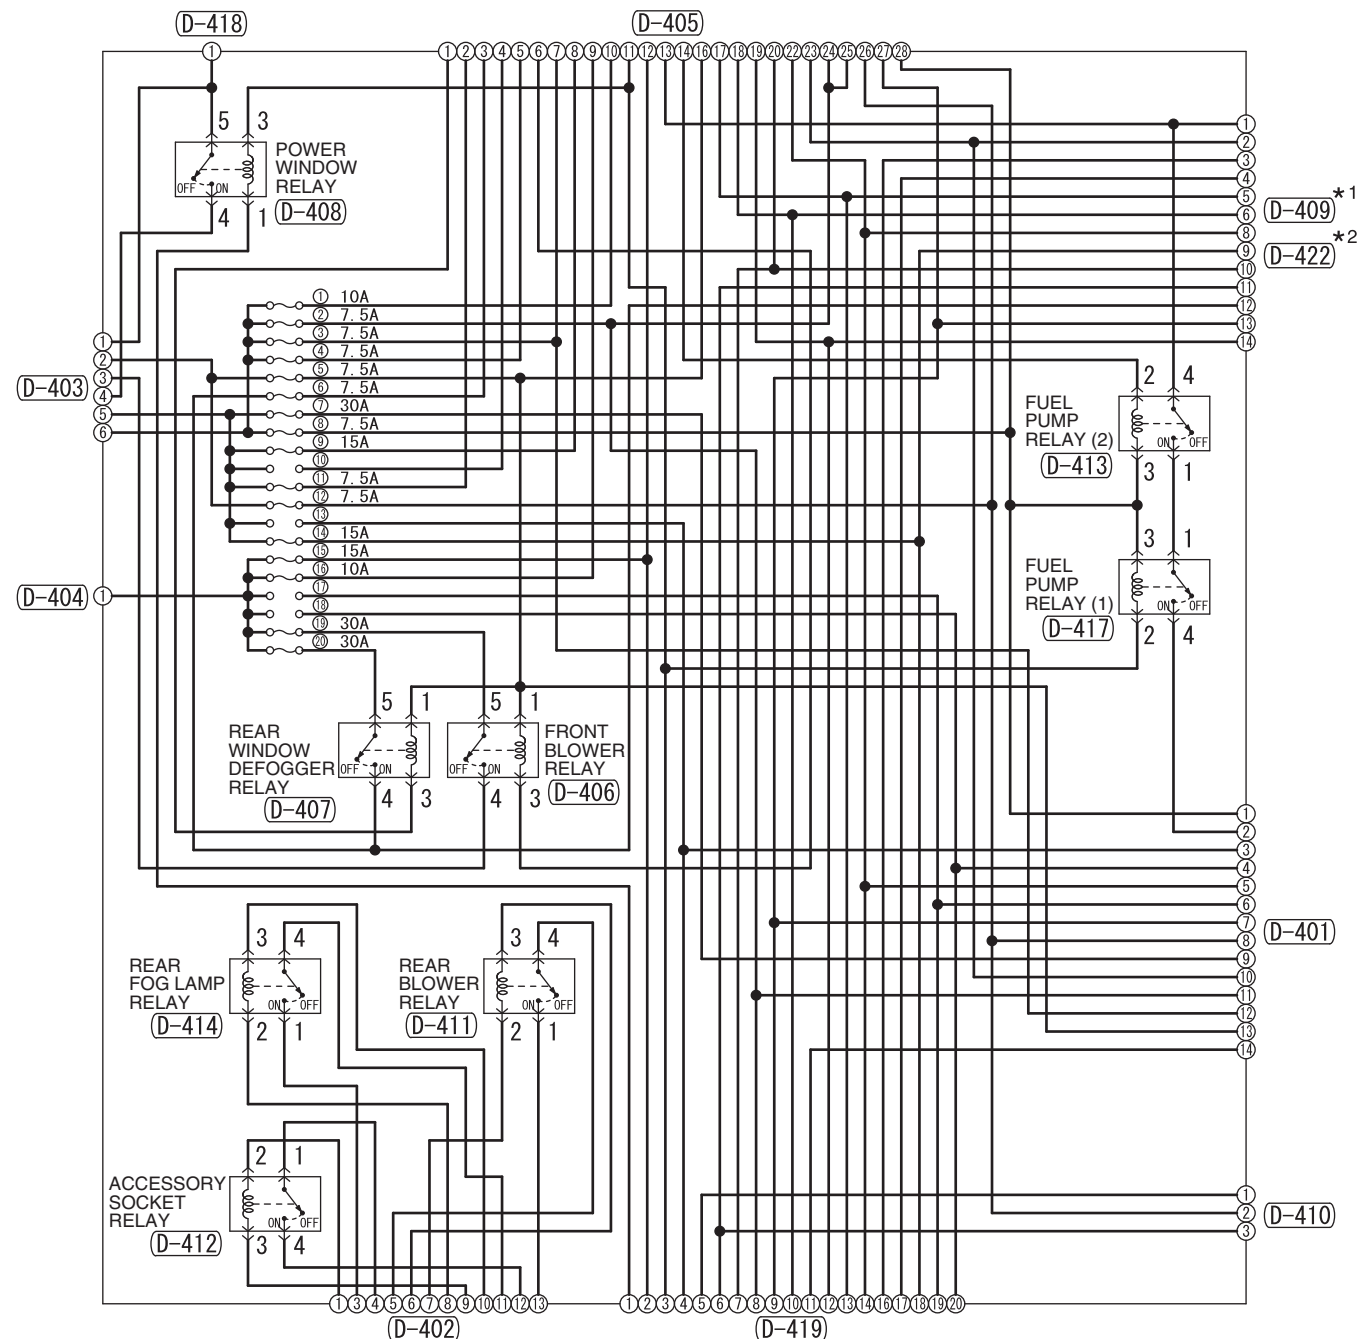 (D-418)
(D-405)
① 
① ② ③ ④ ⑤ ⑥ ⑦ ⑧ ⑨ ⑩ ⑪ ⑫ ⑬ ⑭ ⑯ ⑰ ⑱ ⑲ ⑳ ㉒ ㉓ ㉔ ㉕ ㉖ ㉗ ㉘
5 3
POWER
WINDOW
RELAY
OFF ON
(D-408)
4 1
①
②
③
④
⑤
⑥
⑧
⑨
⑩
⑪
⑫
⑬
⑭
(D-409) *1
(D-422) *2
① 10A
② 7.5A
③ 7.5A
④ 7.5A
⑤ 7.5A
⑥ 7.5A
⑦ 30A
⑧ 7.5A
⑨ 15A
⑩
⑪ 7.5A
⑫ 7.5A
⑬
⑭ 15A
⑮ 15A
⑯ 10A
⑰
⑱
⑲ 30A
⑳ 30A
①
②
③
④
⑤
⑥
(D-403)
(D-404) ①
2 4
FUEL
PUMP
RELAY (2)
ON OFF
(D-413)
3 1
3 1
FUEL
PUMP
RELAY (1)
ON OFF
(D-417)
2 4
5 1
REAR
WINDOW
DEFOGGER
RELAY
OFF ON
(D-407)
4 3
5 1
FRONT
BLOWER
RELAY
OFF ON
(D-406)
4 3
①
②
③
④
⑤
⑥
⑦
⑧
⑨
⑩
⑪
⑫
⑬
⑭
(D-401)
3 4
REAR
FOG LAMP
RELAY
ON OFF
(D-414)
2 1
3 4
REAR
BLOWER
RELAY
ON OFF
(D-411)
2 1
2 1
ACCESSORY
SOCKET
RELAY
ON OFF
(D-412)
3 4
①
②
③
(D-410)
① ③ ④ ⑤ ⑥ ⑦ ⑧ ⑨ ⑩ ⑪ ⑫ ⑬
(D-402)
① ② ③ ④ ⑤ ⑥ ⑦ ⑧ ⑨ ⑩ ⑫ ⑬ ⑭ ⑯ ⑰ ⑱ ⑲ ⑳
(D-419)